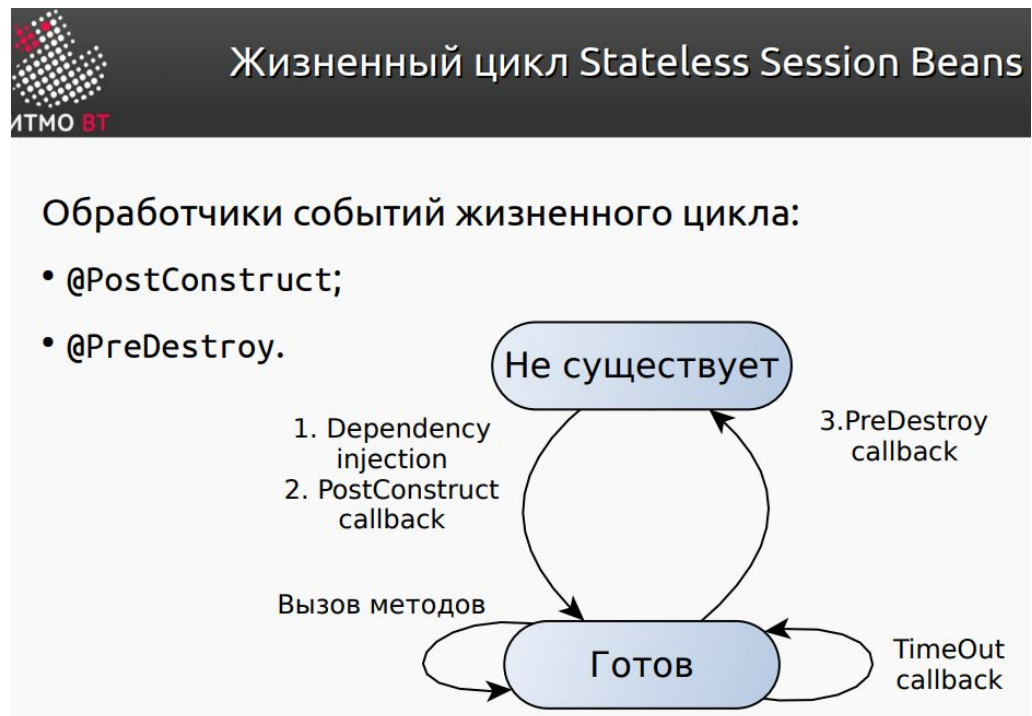 Жизненный цикл Stateless Session Beans
ИТМО ВТ
Обработчики событий жизненного цикла:
• @PostConstruct;
• @PreDestroy.
Не существует
1. Dependency
injection
2. PostConstruct
callback
3.PreDestroy
callback
Вызов методов
Готов
TimeOut
callback